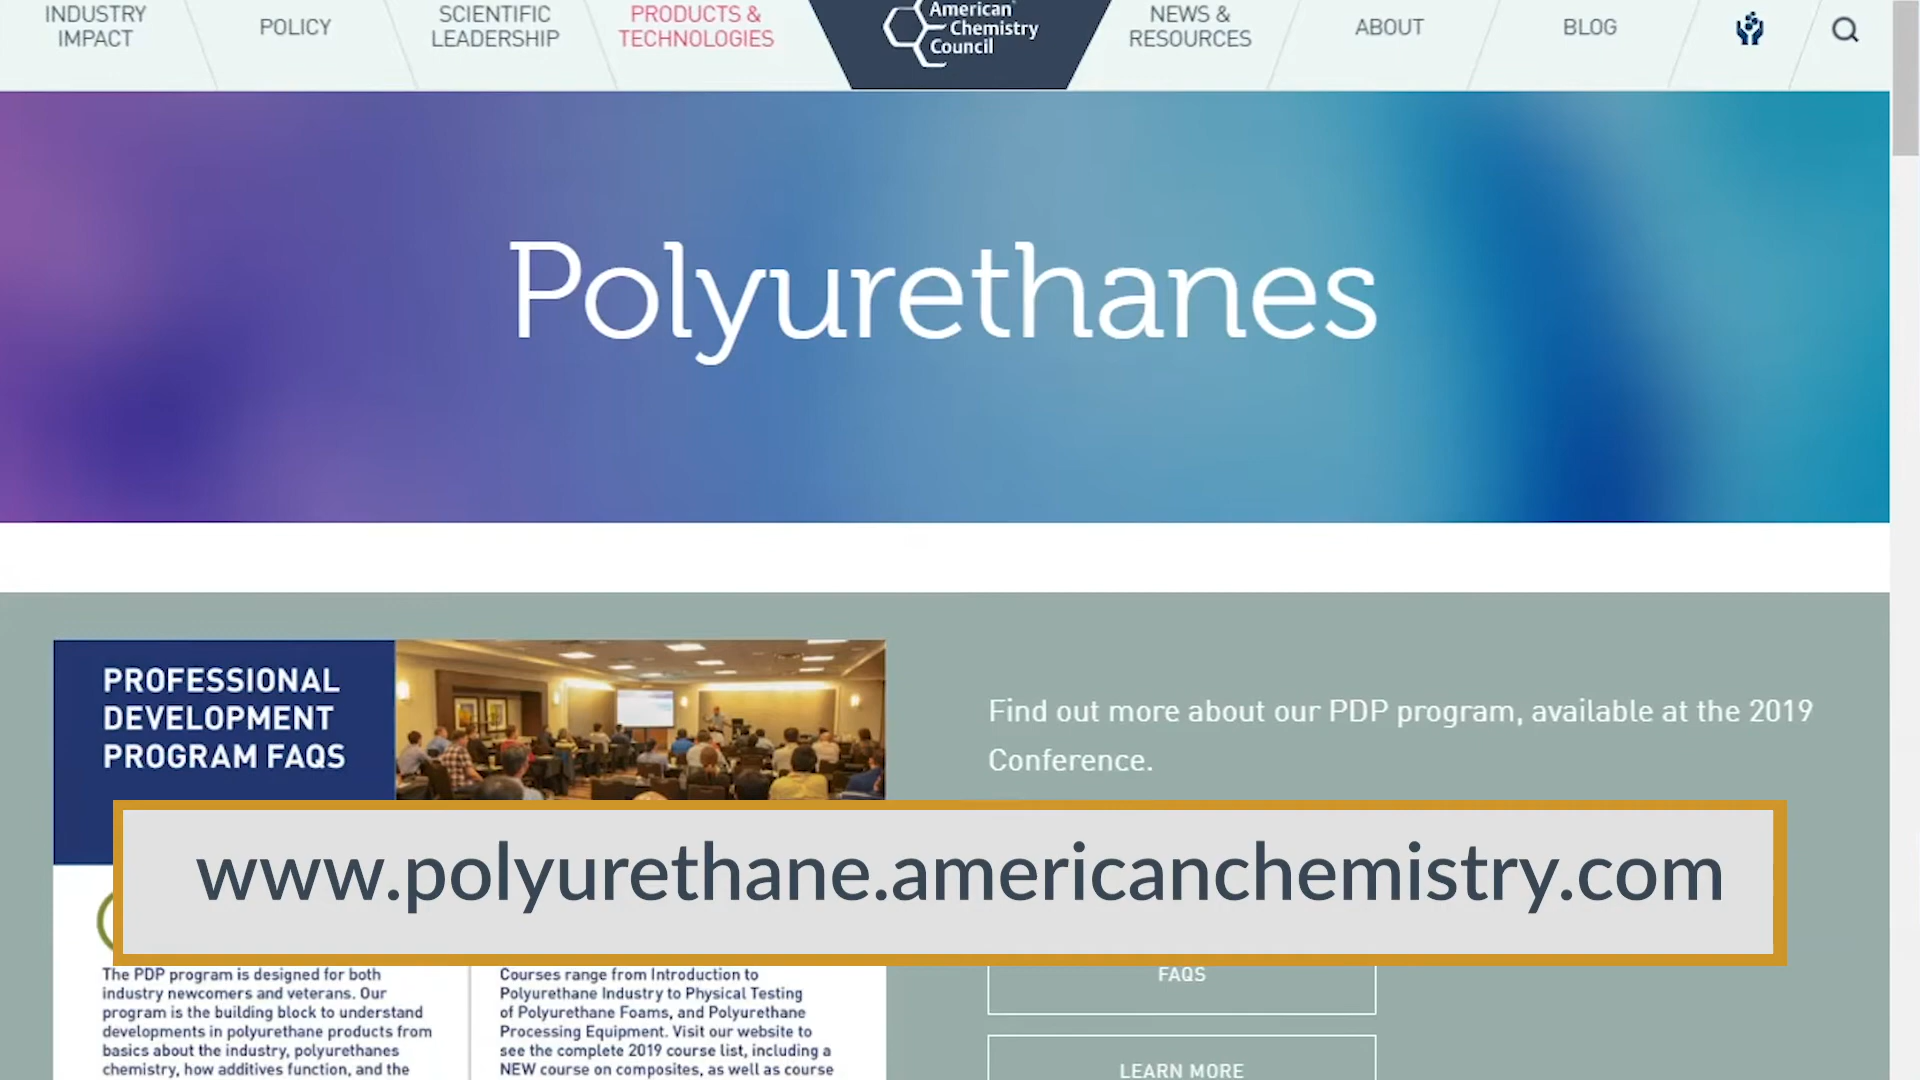 INDUSTRY
IMPACT
POLICY
SCIENTIFIC
LEADERSHIP
PRODUCTS &
TECHNOLOGIES
American
Chemistry
Council
NEWS &
RESOURCES
ABOUT
BLOG
Polyurethanes
PROFESSIONAL
DEVELOPMENT
PROGRAM FAQS
Find out more about our PDP program, available at the 2019
Conference.
www.polyurethane.americanchemistry.com
The PDP program is designed for both
industry newcomers and veterans. Our
program is the building block to understand
developments in polyurethane products from
basics about the industry, polyurethanes
chemistry, how additives function, and the
Courses range from Introduction to
Polyurethane Industry to Physical Testing
of Polyurethane Foams, and Polyurethane
Processing Equipment. Visit our website to
see the complete 2019 course list, including a
NEW course on composites, as well as course
FAQS
LEARN MORE